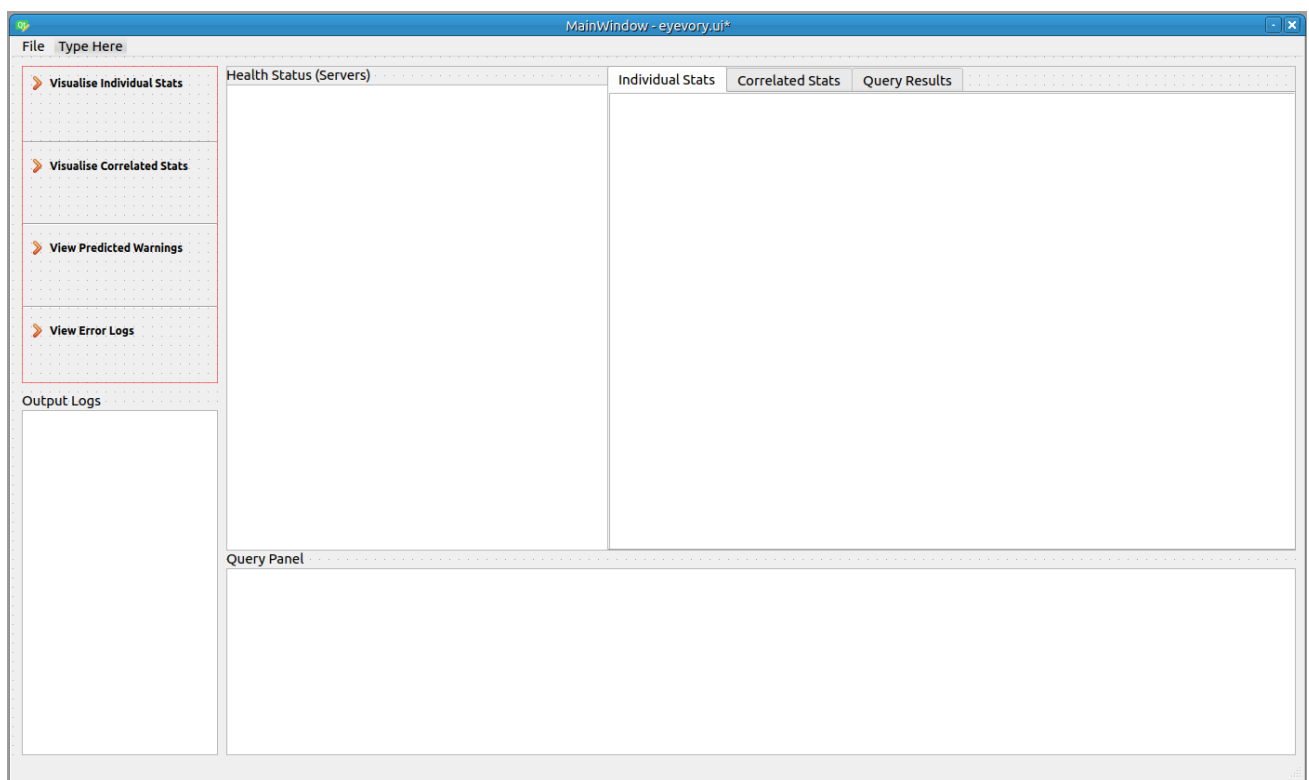 MainWindow - eyevory.ui*
File Type Here
Visualise Individual Stats
Visualise Correlated Stats
View Predicted Warnings
View Error Logs
Output Logs
Health Status (Servers)
Individual Stats Correlated Stats Query Results
Query Panel